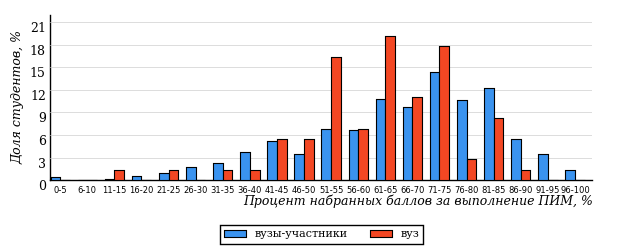 Доля студентов, %
21
18
15
12
9
6
3
0
0-5 6-10 11-15 16-20 21-25 26-30 31-35 36-40 41-45 46-50 51-55 56-60 61-65 66-70 71-75 76-80 81-85 86-90 91-95 96-100
Процент набранных баллов за выполнение ПИМ, %
вузы-участники вуз